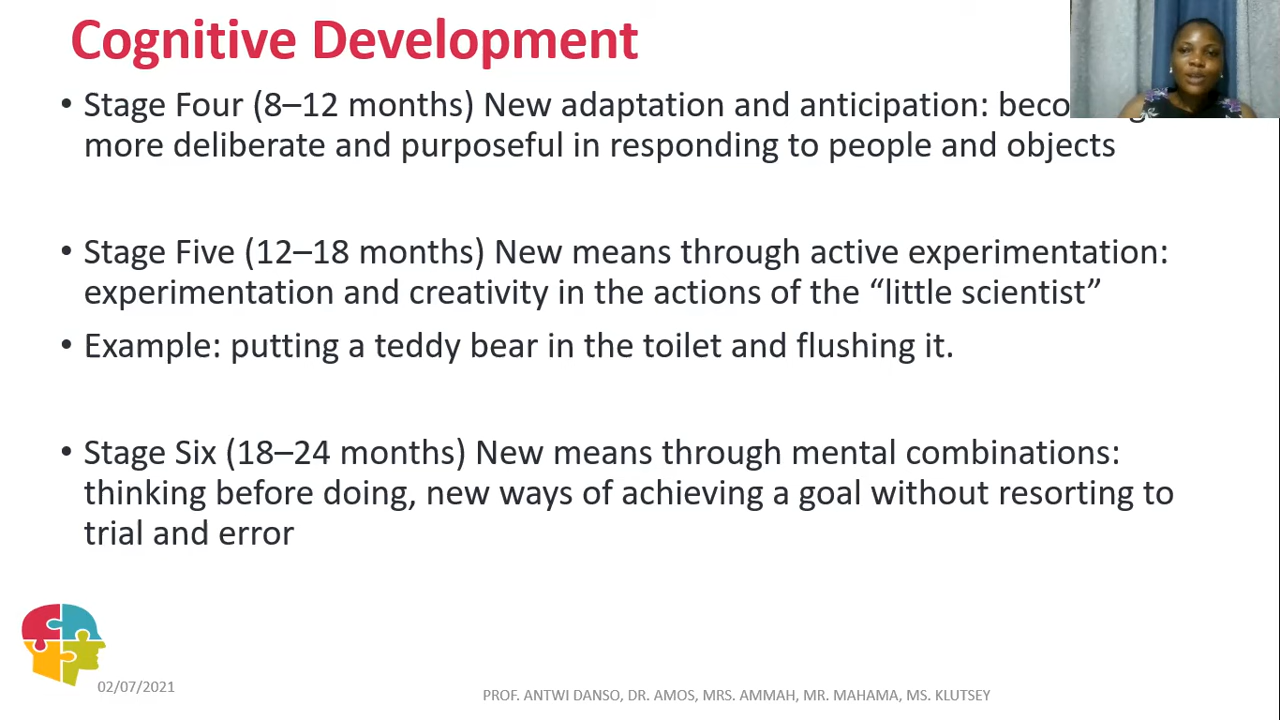 Cognitive Development
• Stage Four (8–12 months) New adaptation and anticipation:
more deliberate and purposeful in responding to people and objects
• Stage Five (12–18 months) New means through active experimentation:
experimentation and creativity in the actions of the “little scientist”
• Example: putting a teddy bear in the toilet and flushing it.
• Stage Six (18–24 months) New means through mental combinations:
thinking before doing, new ways of achieving a goal without resorting to
trial and error
02/07/2021
PROF. ANTWI DANSO, DR. AMOS, MRS. AMMAH, MR. MAHAMA, MS. KLUTSEY